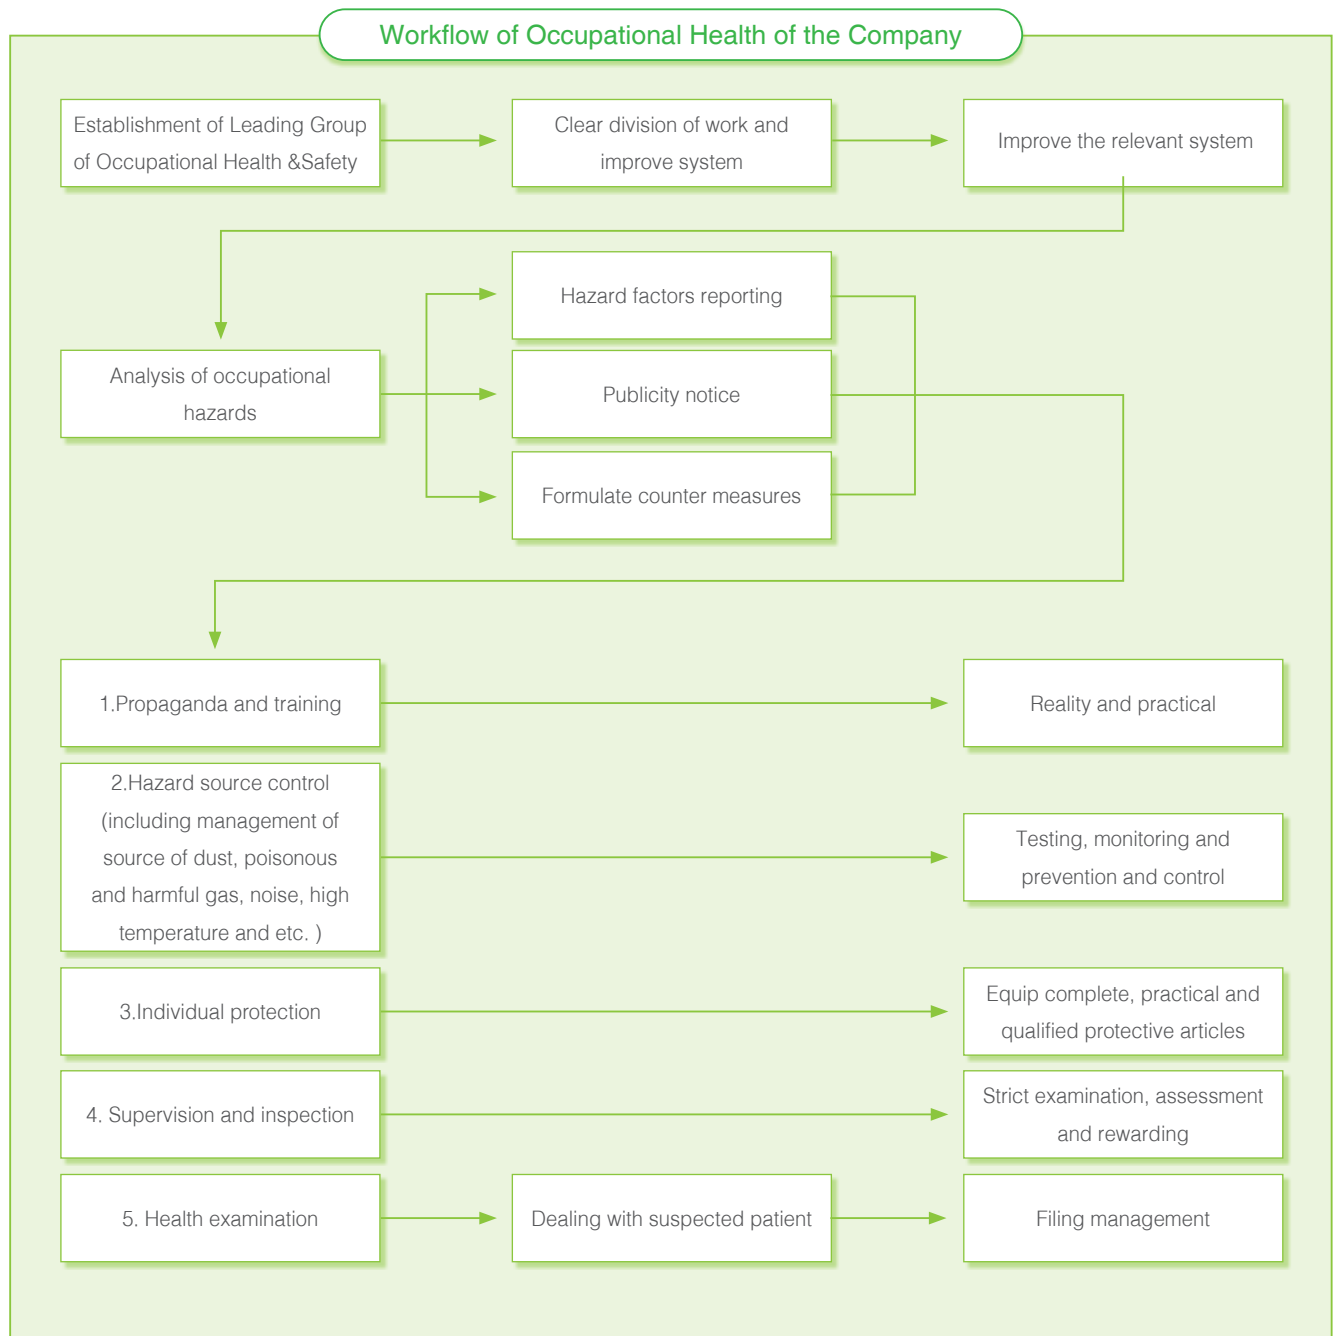 Workflow of Occupational Health of the Company
Establishment of Leading Group
of Occupational Health &Safety
Clear division of work and
improve system
Improve the relevant system
Hazard factors reporting
Analysis of occupational
hazards
Publicity notice
Formulate counter measures
1.Propaganda and training
Reality and practical
2.Hazard source control
(including management of
source of dust, poisonous
and harmful gas, noise, high
temperature and etc. )
Testing, monitoring and
prevention and control
3.Individual protection
Equip complete, practical and
qualified protective articles
4. Supervision and inspection
Strict examination, assessment
and rewarding
5. Health examination
Dealing with suspected patient
Filing management